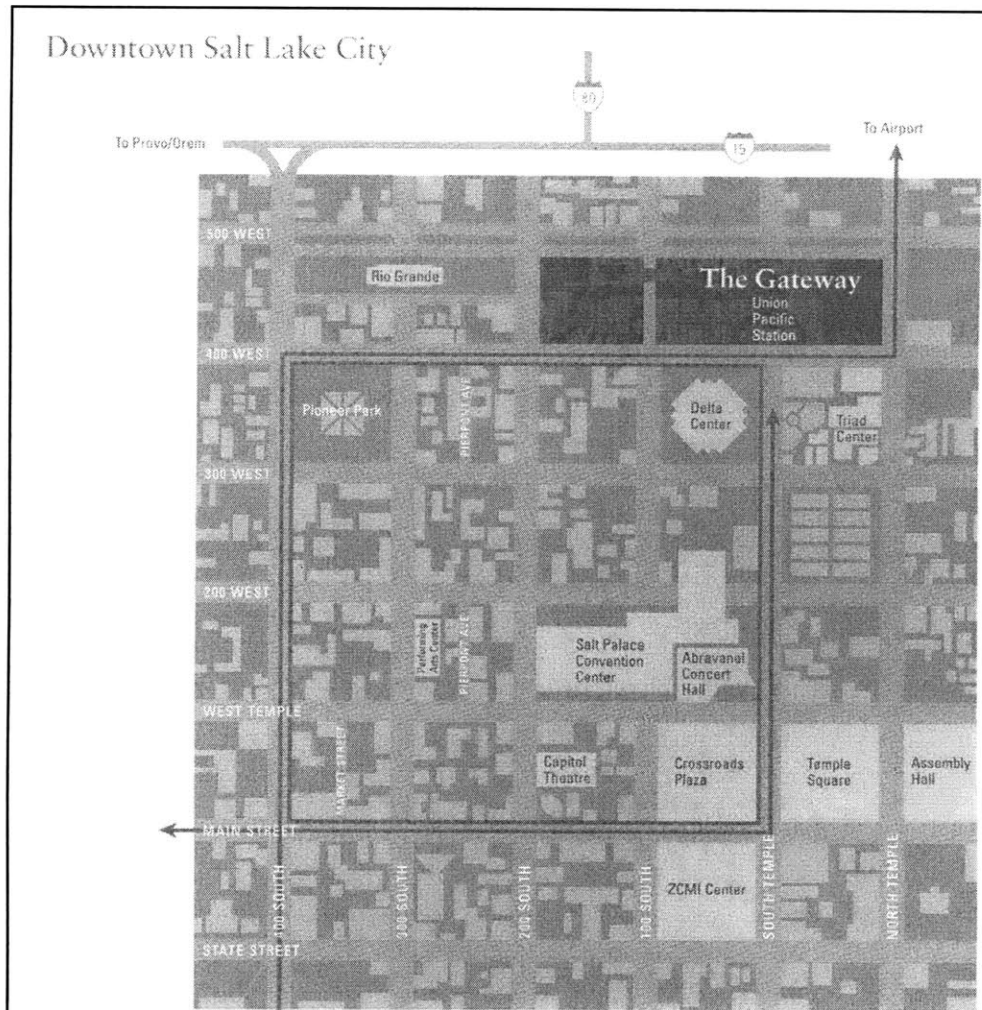 Downtown Salt Lake City
80
To Provo/Orem
15
To Airport
500 WEST
Rio Grande
The Gateway
Union
Pacific
Station
400 WEST
Pioneer Park
PIERPONT AVE
Delta
Center
Triad
Center
300 WEST
200 WEST
Performing
Arts Center
PIERPONT AVE
Salt Palace
Convention
Center
Abravanel
Concert
Hall
WEST TEMPLE
MARKET STREET
Capitol
Theatre
Crossroads
Plaza
Temple
Square
Assembly
Hall
MAIN STREET
400 SOUTH
300 SOUTH
200 SOUTH
100 SOUTH
ZCMI Center
SOUTH TEMPLE
NORTH TEMPLE
STATE STREET